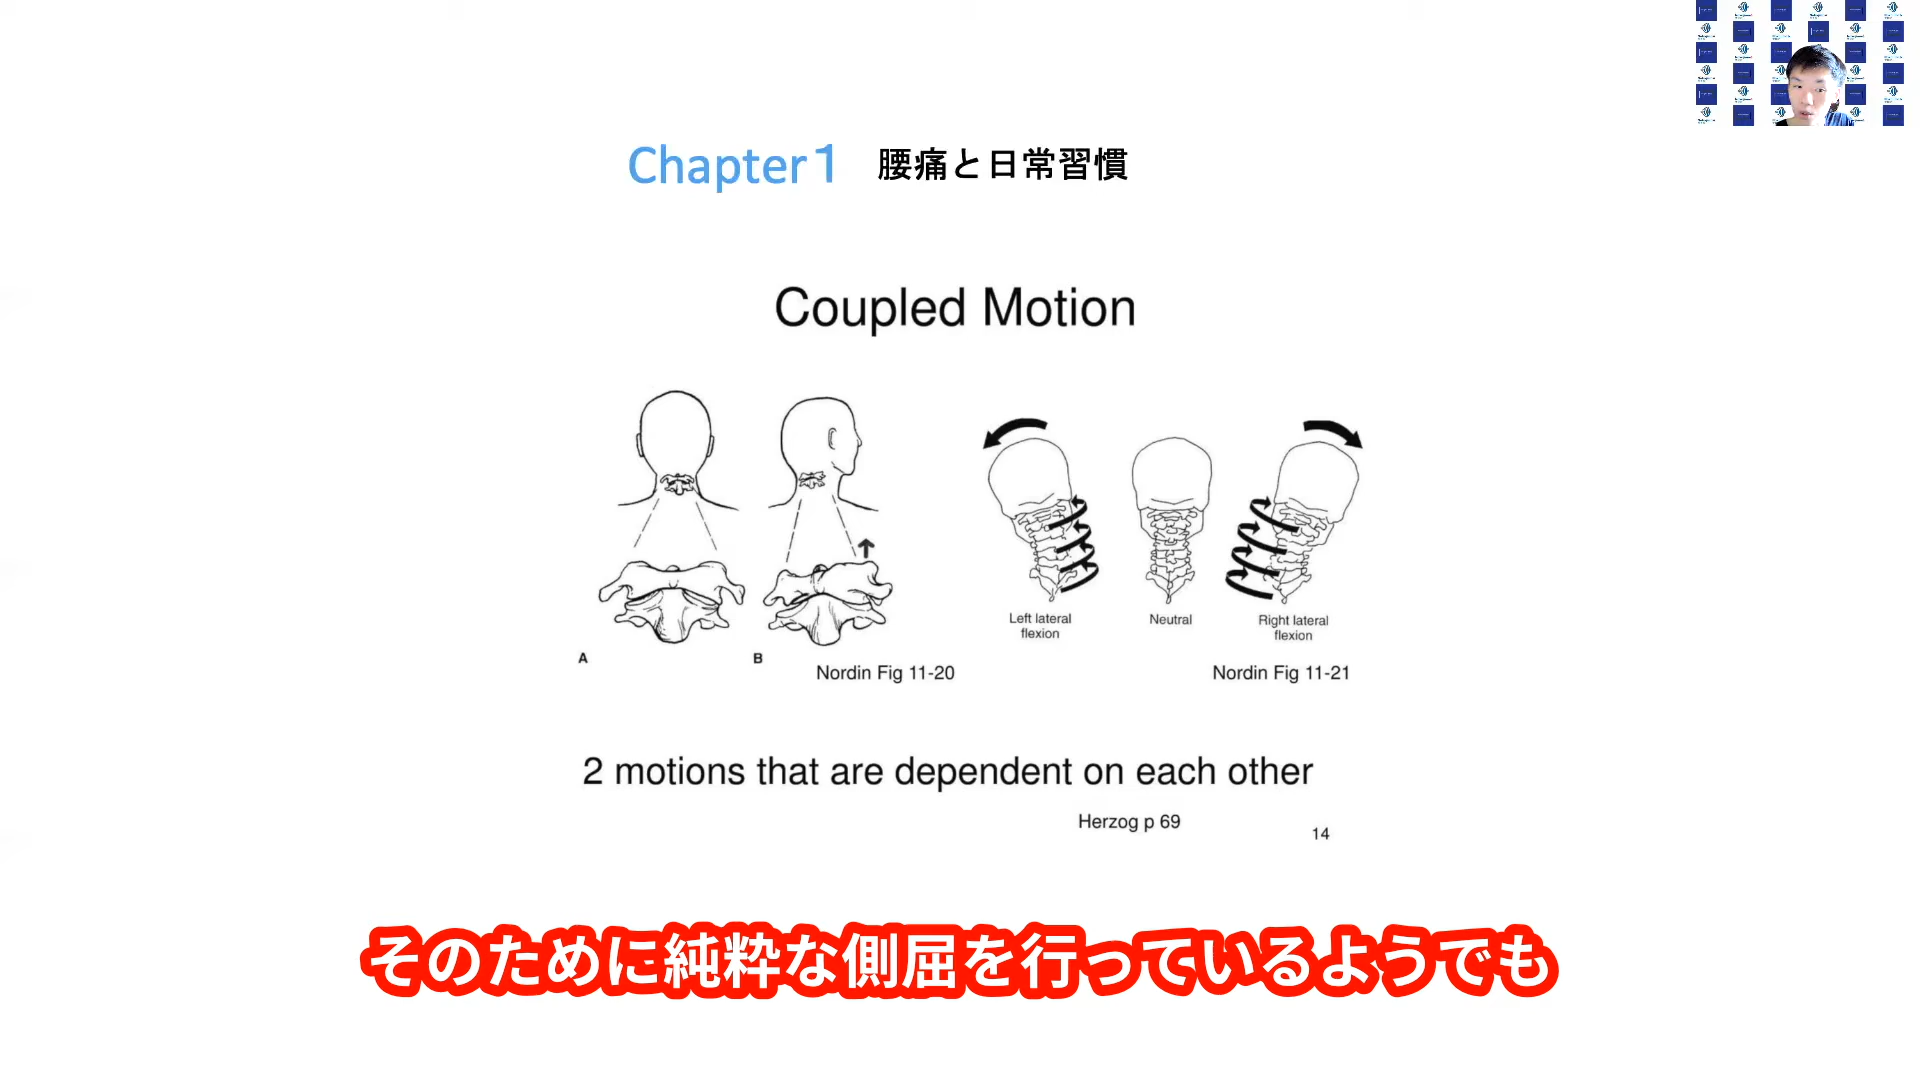 Chapter1 腰痛と日常習慣
Coupled Motion
A
B
Nordin Fig 11-20
Left lateral
flexion
Neutral
Right lateral
flexion
Nordin Fig 11-21
2 motions that are dependent on each other
Herzog p 69
14
そのために純粋な側屈を行っているようでも